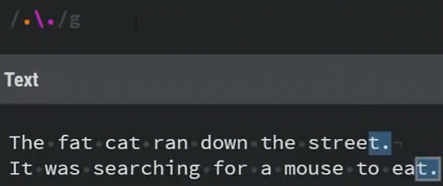 /.\./g
Text
The fat cat ran down the street.
It was searching for a mouse to eat.